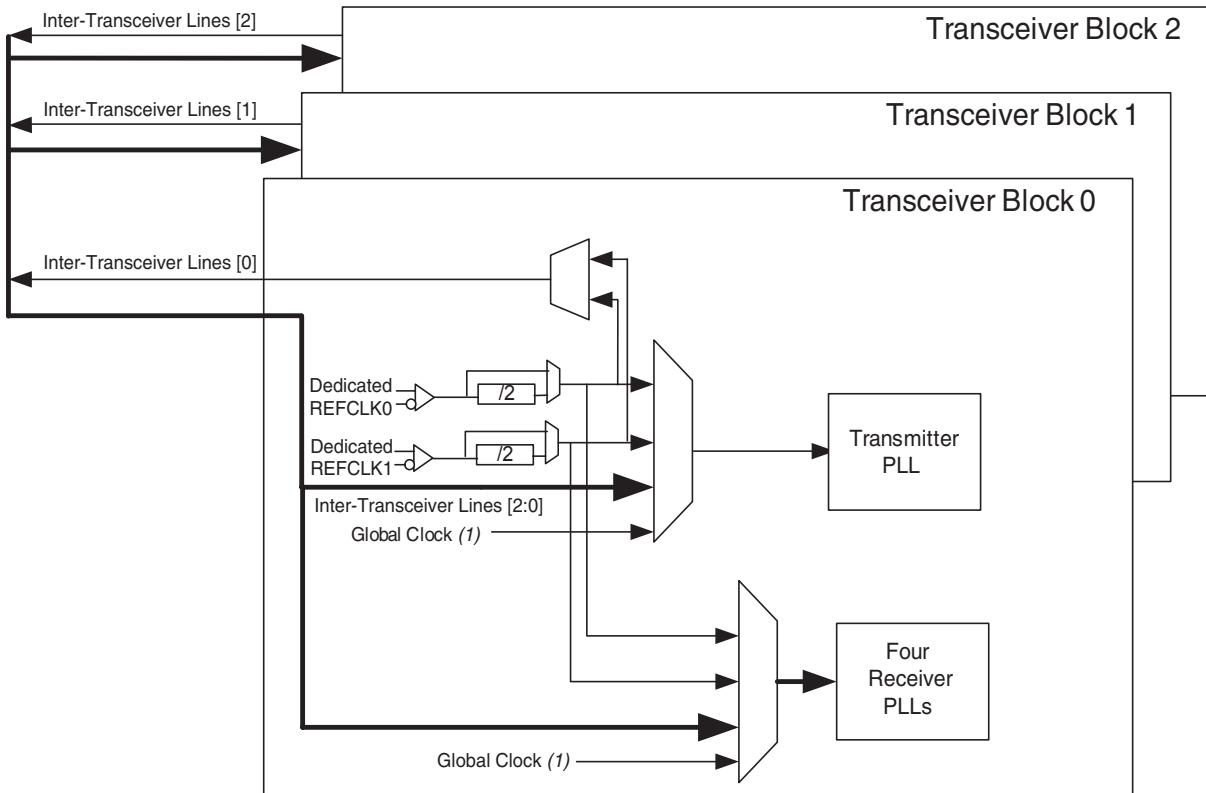 Inter-Transceiver Lines [2]
Transceiver Block 2
Inter-Transceiver Lines [1]
Transceiver Block 1
Transceiver Block 0
Inter-Transceiver Lines [0]
Dedicated
REFCLK0
/2
Dedicated
REFCLK1
/2
Transmitter
PLL
Inter-Transceiver Lines [2:0]
Global Clock (1)
Four
Receiver
PLLs
Global Clock (1)